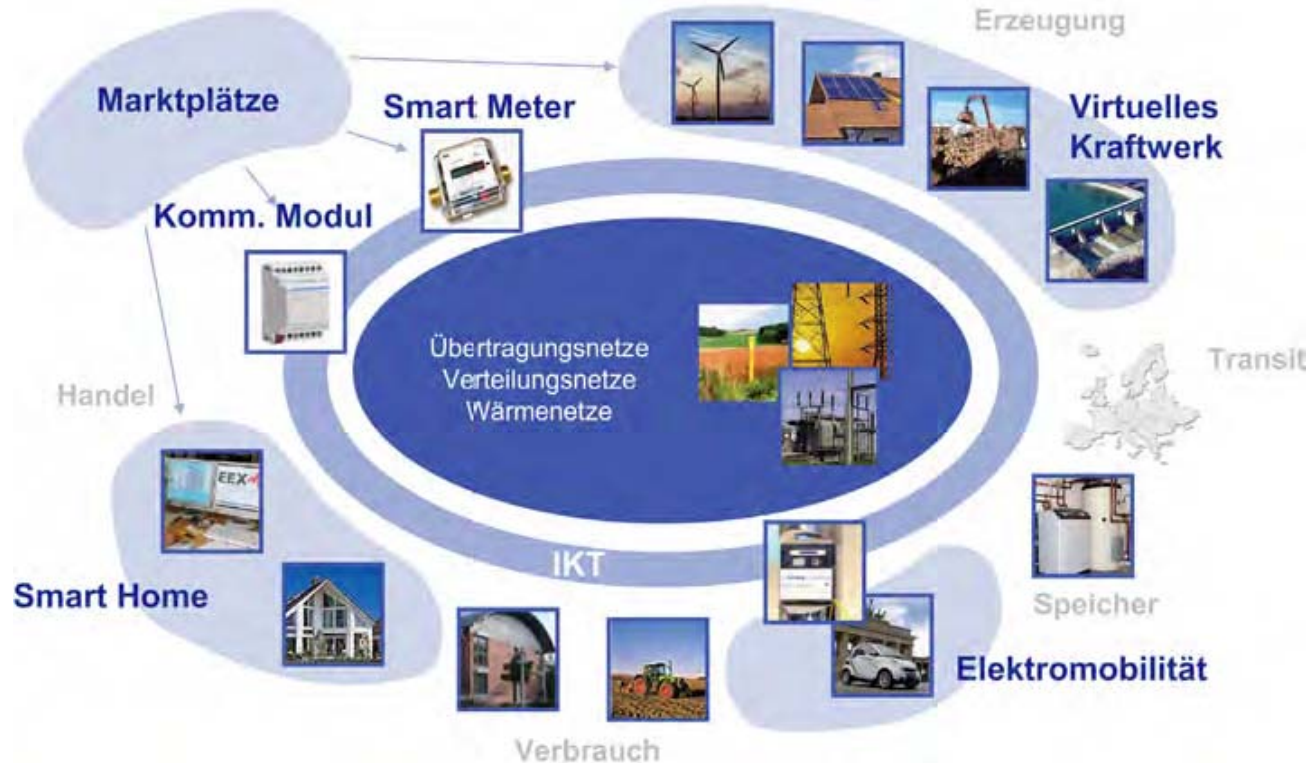 Erzeugung
Marktplätze
Smart Meter
Virtuelles
Kraftwerk
Komm. Modul
Übertragungsnetze
Verteilungsnetze
Wärmenetze
Handel
Transit
EEX
IKT
Smart Home
Speicher
Elektromobilität
Verbrauch